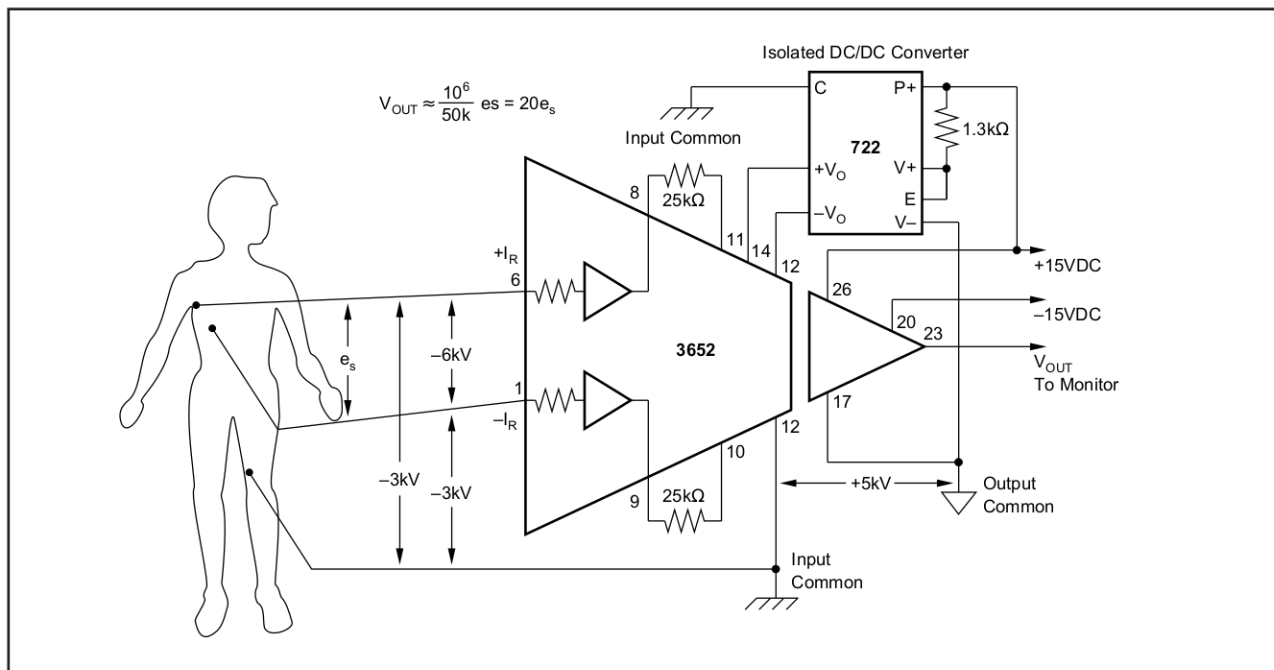 Isolated DC/DC Converter
V_OUT ≈ 10^6/50k es = 20e_s
C
P+
Input Common
722
1.3kΩ
8
25kΩ
+V_O
V+
E
–V_O
V–
11
14
12
+I_R
6
26
+15VDC
–15VDC
20
23
e_s
–6kV
3652
V_OUT
To Monitor
1
–I_R
17
12
10
–3kV
–3kV
9
25kΩ
+5kV
Output
Common
Input
Common